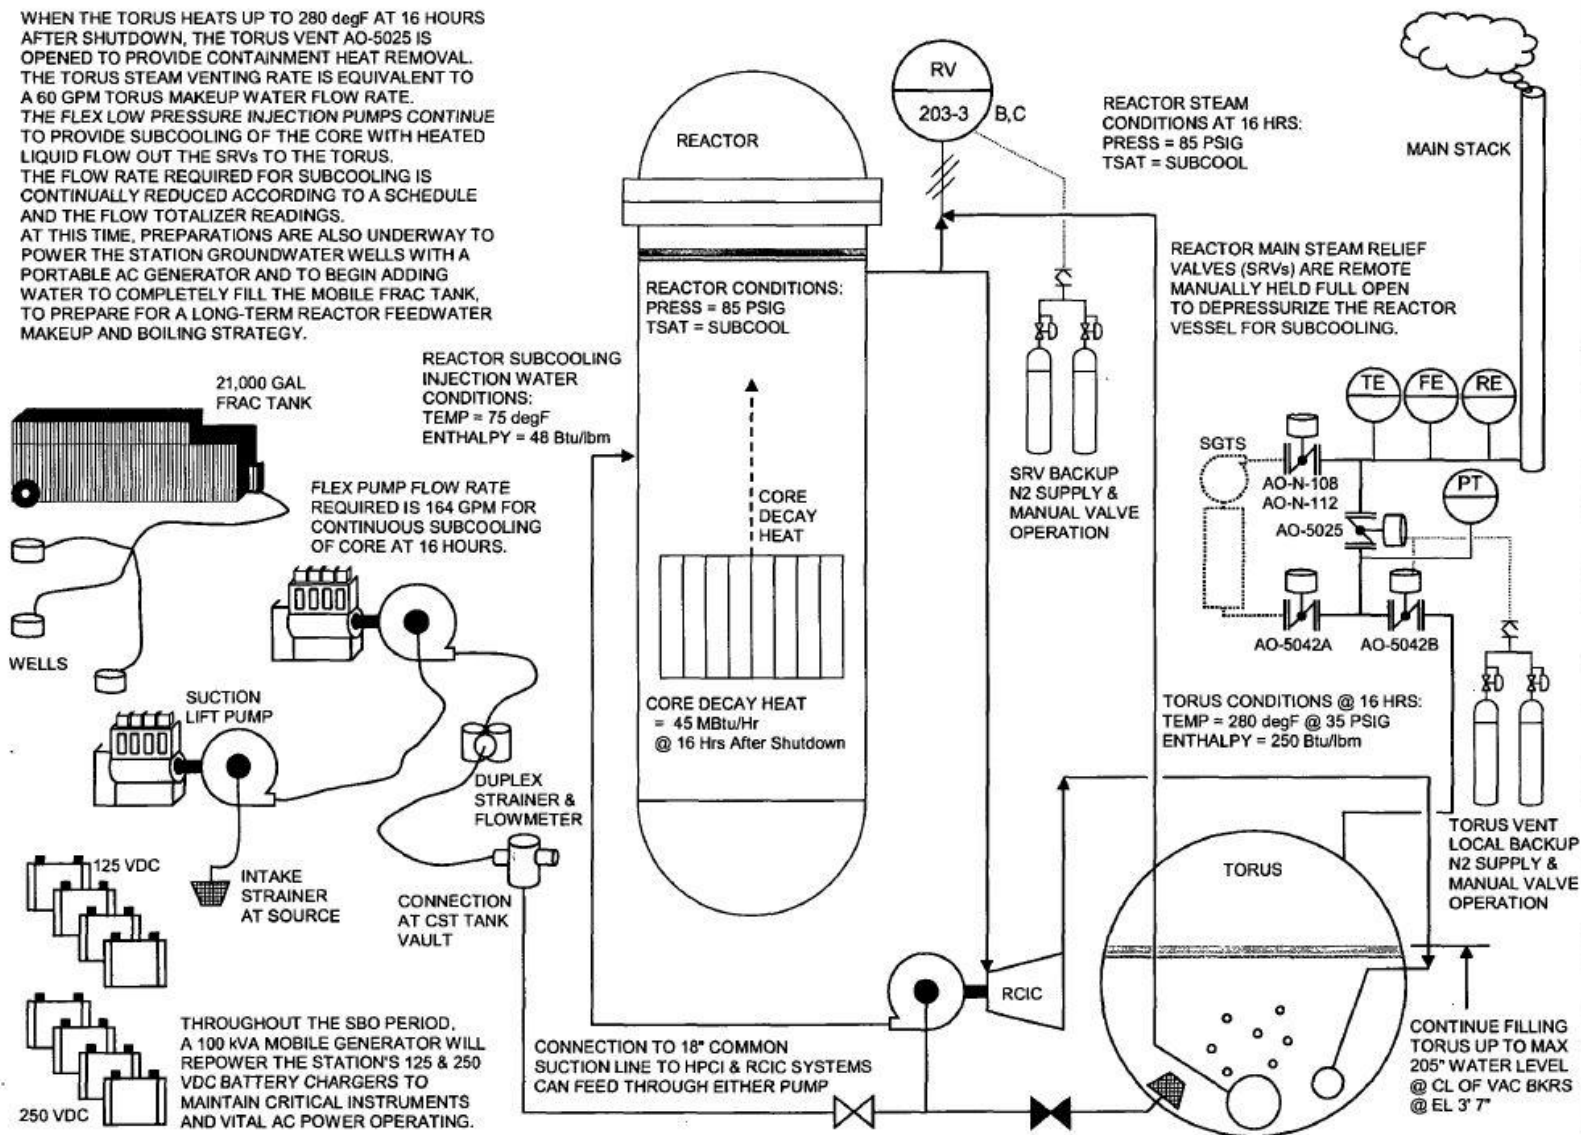 WHEN THE TORUS HEATS UP TO 280 degF AT 16 HOURS
AFTER SHUTDOWN, THE TORUS VENT AO-5025 IS
OPENED TO PROVIDE CONTAINMENT HEAT REMOVAL.
THE TORUS STEAM VENTING RATE IS EQUIVALENT TO
A 60 GPM TORUS MAKEUP WATER FLOW RATE.
THE FLEX LOW PRESSURE INJECTION PUMPS CONTINUE
TO PROVIDE SUBCOOLING OF THE CORE WITH HEATED
LIQUID FLOW OUT THE SRVs TO THE TORUS.
THE FLOW RATE REQUIRED FOR SUBCOOLING IS
CONTINUALLY REDUCED ACCORDING TO A SCHEDULE
AND THE FLOW TOTALIZER READINGS.
AT THIS TIME, PREPARATIONS ARE ALSO UNDERWAY TO
POWER THE STATION GROUNDWATER WELLS WITH A
PORTABLE AC GENERATOR AND TO BEGIN ADDING
WATER TO COMPLETELY FILL THE MOBILE FRAC TANK,
TO PREPARE FOR A LONG-TERM REACTOR FEEDWATER
MAKEUP AND BOILING STRATEGY.
REACTOR
RV
203-3
B,C
REACTOR STEAM
CONDITIONS AT 16 HRS:
PRESS = 85 PSIG
TSAT = SUBCOOL
MAIN STACK
REACTOR CONDITIONS:
PRESS = 85 PSIG
TSAT = SUBCOOL
REACTOR MAIN STEAM RELIEF
VALVES (SRVs) ARE REMOTE
MANUALLY HELD FULL OPEN
TO DEPRESSURIZE THE REACTOR
VESSEL FOR SUBCOOLING.
REACTOR SUBCOOLING
INJECTION WATER
CONDITIONS:
TEMP = 75 degF
ENTHALPY = 48 Btu/lbm
21,000 GAL
FRAC TANK
TE
FE
RE
SGTS
AO-N-108
AO-N-112
PT
AO-5025
AO-5042A
AO-5042B
SRV BACKUP
N2 SUPPLY &
MANUAL VALVE
OPERATION
FLEX PUMP FLOW RATE
REQUIRED IS 164 GPM FOR
CONTINUOUS SUBCOOLING
OF CORE AT 16 HOURS.
CORE
DECAY
HEAT
WELLS
SUCTION
LIFT PUMP
CORE DECAY HEAT
= 45 MBtu/Hr
@ 16 Hrs After Shutdown
TORUS CONDITIONS @ 16 HRS:
TEMP = 280 degF @ 35 PSIG
ENTHALPY = 250 Btu/lbm
DUPLEX
STRAINER &
FLOWMETER
TORUS VENT
LOCAL BACKUP
N2 SUPPLY &
MANUAL VALVE
OPERATION
TORUS
125 VDC
INTAKE
STRAINER
AT SOURCE
CONNECTION
AT CST TANK
VAULT
RCIC
250 VDC
THROUGHOUT THE SBO PERIOD,
A 100 kVA MOBILE GENERATOR WILL
REPOWER THE STATION'S 125 & 250
VDC BATTERY CHARGERS TO
MAINTAIN CRITICAL INSTRUMENTS
AND VITAL AC POWER OPERATING.
CONNECTION TO 18" COMMON
SUCTION LINE TO HPCI & RCIC SYSTEMS
CAN FEED THROUGH EITHER PUMP
CONTINUE FILLING
TORUS UP TO MAX
205" WATER LEVEL
@ CL OF VAC BKRS
@ EL 3' 7"